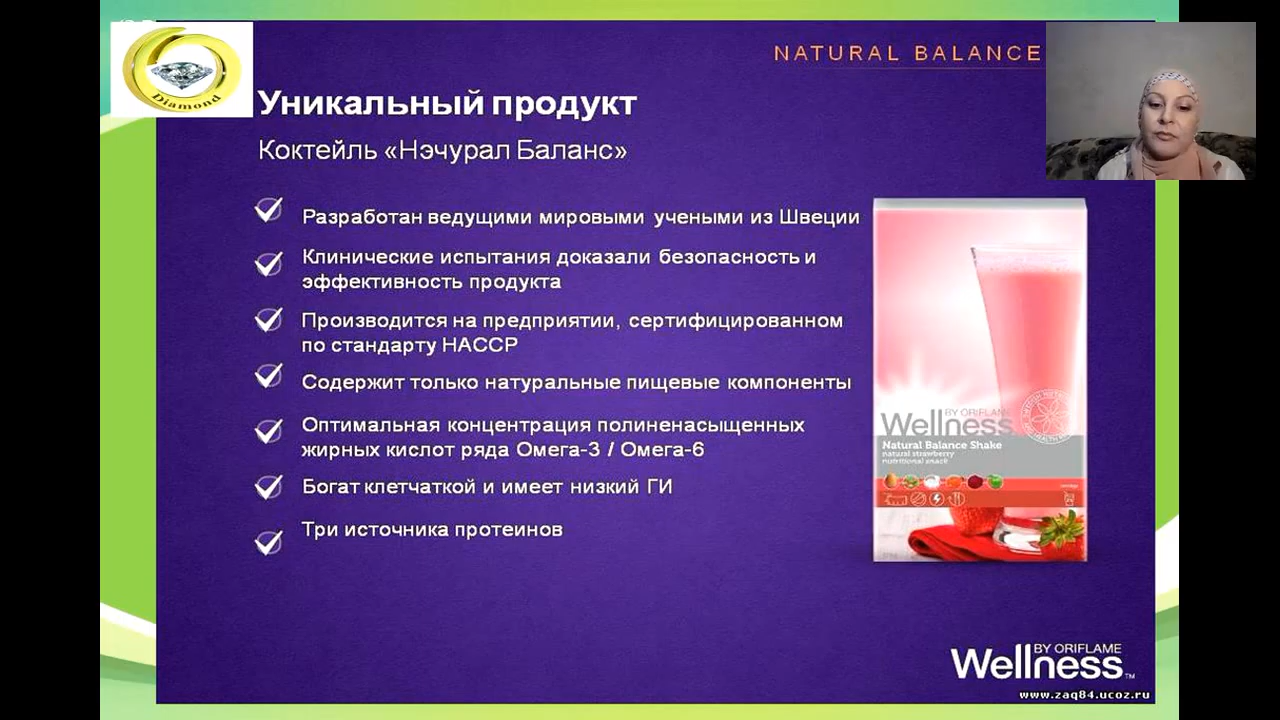 Diamond
NATURAL BALANCE
Уникальный продукт
Коктейль «Нэчурал Баланс»
Разработан ведущими мировыми учеными из Швеции
Клинические испытания доказали безопасность и
эффективность продукта
Производится на предприятии, сертифицированном
по стандарту НАССР
Содержит только натуральные пищевые компоненты
Оптимальная концентрация полиненасыщенных
жирных кислот ряда Омега-3 / Омега-6
Богат клетчаткой и имеет низкий ГИ
Три источника протеинов
BY ORIFLAME
Wellness
Natural Balance Shake
natural strawberry
nutritional snack
BY ORIFLAME
Wellness™
www.zaq84.ucoz.ru